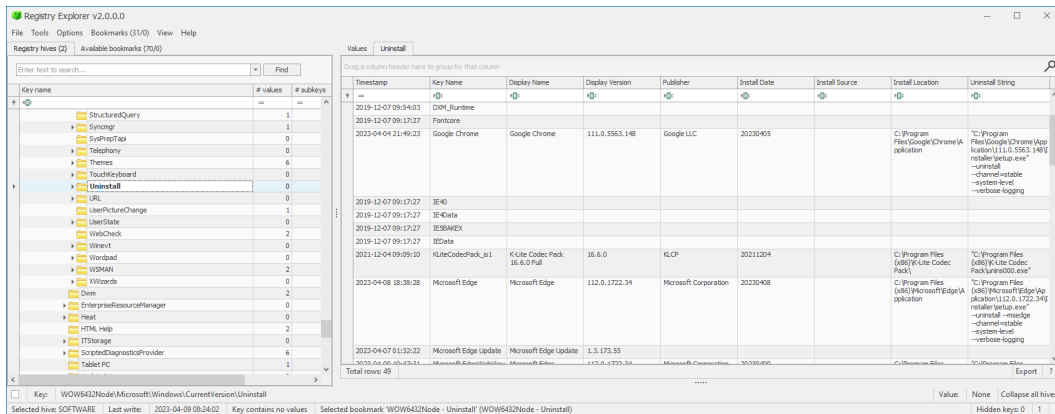 Registry Explorer v2.0.0.0
File Tools Options Bookmarks (31/0) View Help
Registry hives (2) Available bookmarks (70/0)
Enter text to search... Find
Key name # values # subkeys
StructuredQuery 1
Syncmgr 1
SysPrepTapi 0
Telephony 0
Themes 6
TouchKeyboard 0
Uninstall 0
URL 0
UserPictureChange 1
UserState 0
WebCheck 2
Winevt 0
Wordpad 0
WSMAN 2
XWizards 0
Dwm 2
EnterpriseResourceManager 0
Heat 0
HTML Help 2
ITStorage 0
ScriptedDiagnosticsProvider 6
Tablet PC 1
Values Uninstall
Drag a column header here to group by that column
Timestamp Key Name Display Name Display Version Publisher Install Date Install Source Install Location Uninstall String
2019-12-07 09:54:03 DXM_Runtime
2019-12-07 09:17:27 Fontcore
2023-04-04 21:49:23 Google Chrome Google Chrome 111.0.5563.148 Google LLC 20230405 C:\Program "C:\Program
Files\Google\Chrome\A Files\Google\Chrome\App
pplication lication\111.0.5563.148\I
nstaller\setup.exe"
--uninstall
--channel=stable
--system-level
--verbose-logging
2019-12-07 09:17:27 IE40
2019-12-07 09:17:27 IE4Data
2019-12-07 09:17:27 IE5BAKEX
2019-12-07 09:17:27 IEData
2021-12-04 09:09:10 KLiteCodecPack_is1 K-Lite Codec Pack 16.6.0 KLCP 20211204 C:\Program Files "C:\Program Files
16.6.0 Full (x86)\K-Lite Codec (x86)\K-Lite Codec
Pack\ Pack\unins000.exe"
2023-04-08 18:38:28 Microsoft Edge Microsoft Edge 112.0.1722.34 Microsoft Corporation 20230408 C:\Program Files "C:\Program Files
(x86)\Microsoft\Edge\A (x86)\Microsoft\Edge\Ap
pplication plication\112.0.1722.34\I
nstaller\setup.exe"
--uninstall --msedge
--channel=stable
--system-level
--verbose-logging
2023-04-07 01:32:22 Microsoft Edge Update Microsoft Edge Update 1.3.173.55
Total rows: 49 Export ?
Key: WOW6432Node\Microsoft\Windows\CurrentVersion\Uninstall Value: None Collapse all hives
Selected hive: SOFTWARE Last write: 2023-04-09 08:24:02 Key contains no values Selected bookmark 'WOW6432Node - Uninstall' (WOW6432Node - Uninstall) Hidden keys: 0 1